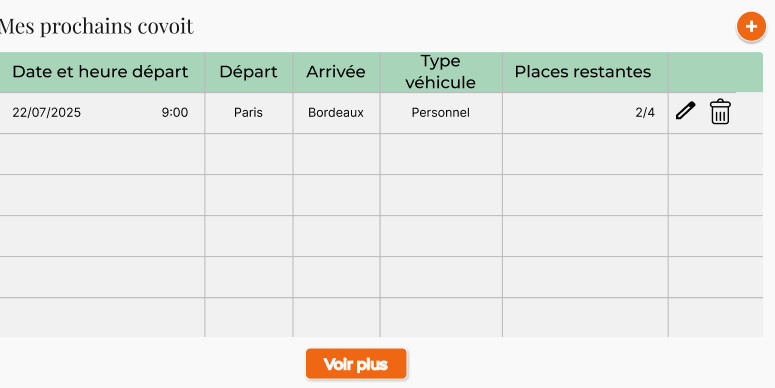 Mes prochains covoit
+
Date et heure départ Départ Arrivée Type véhicule Places restantes
22/07/2025 9:00 Paris Bordeaux Personnel 2/4
Voir plus